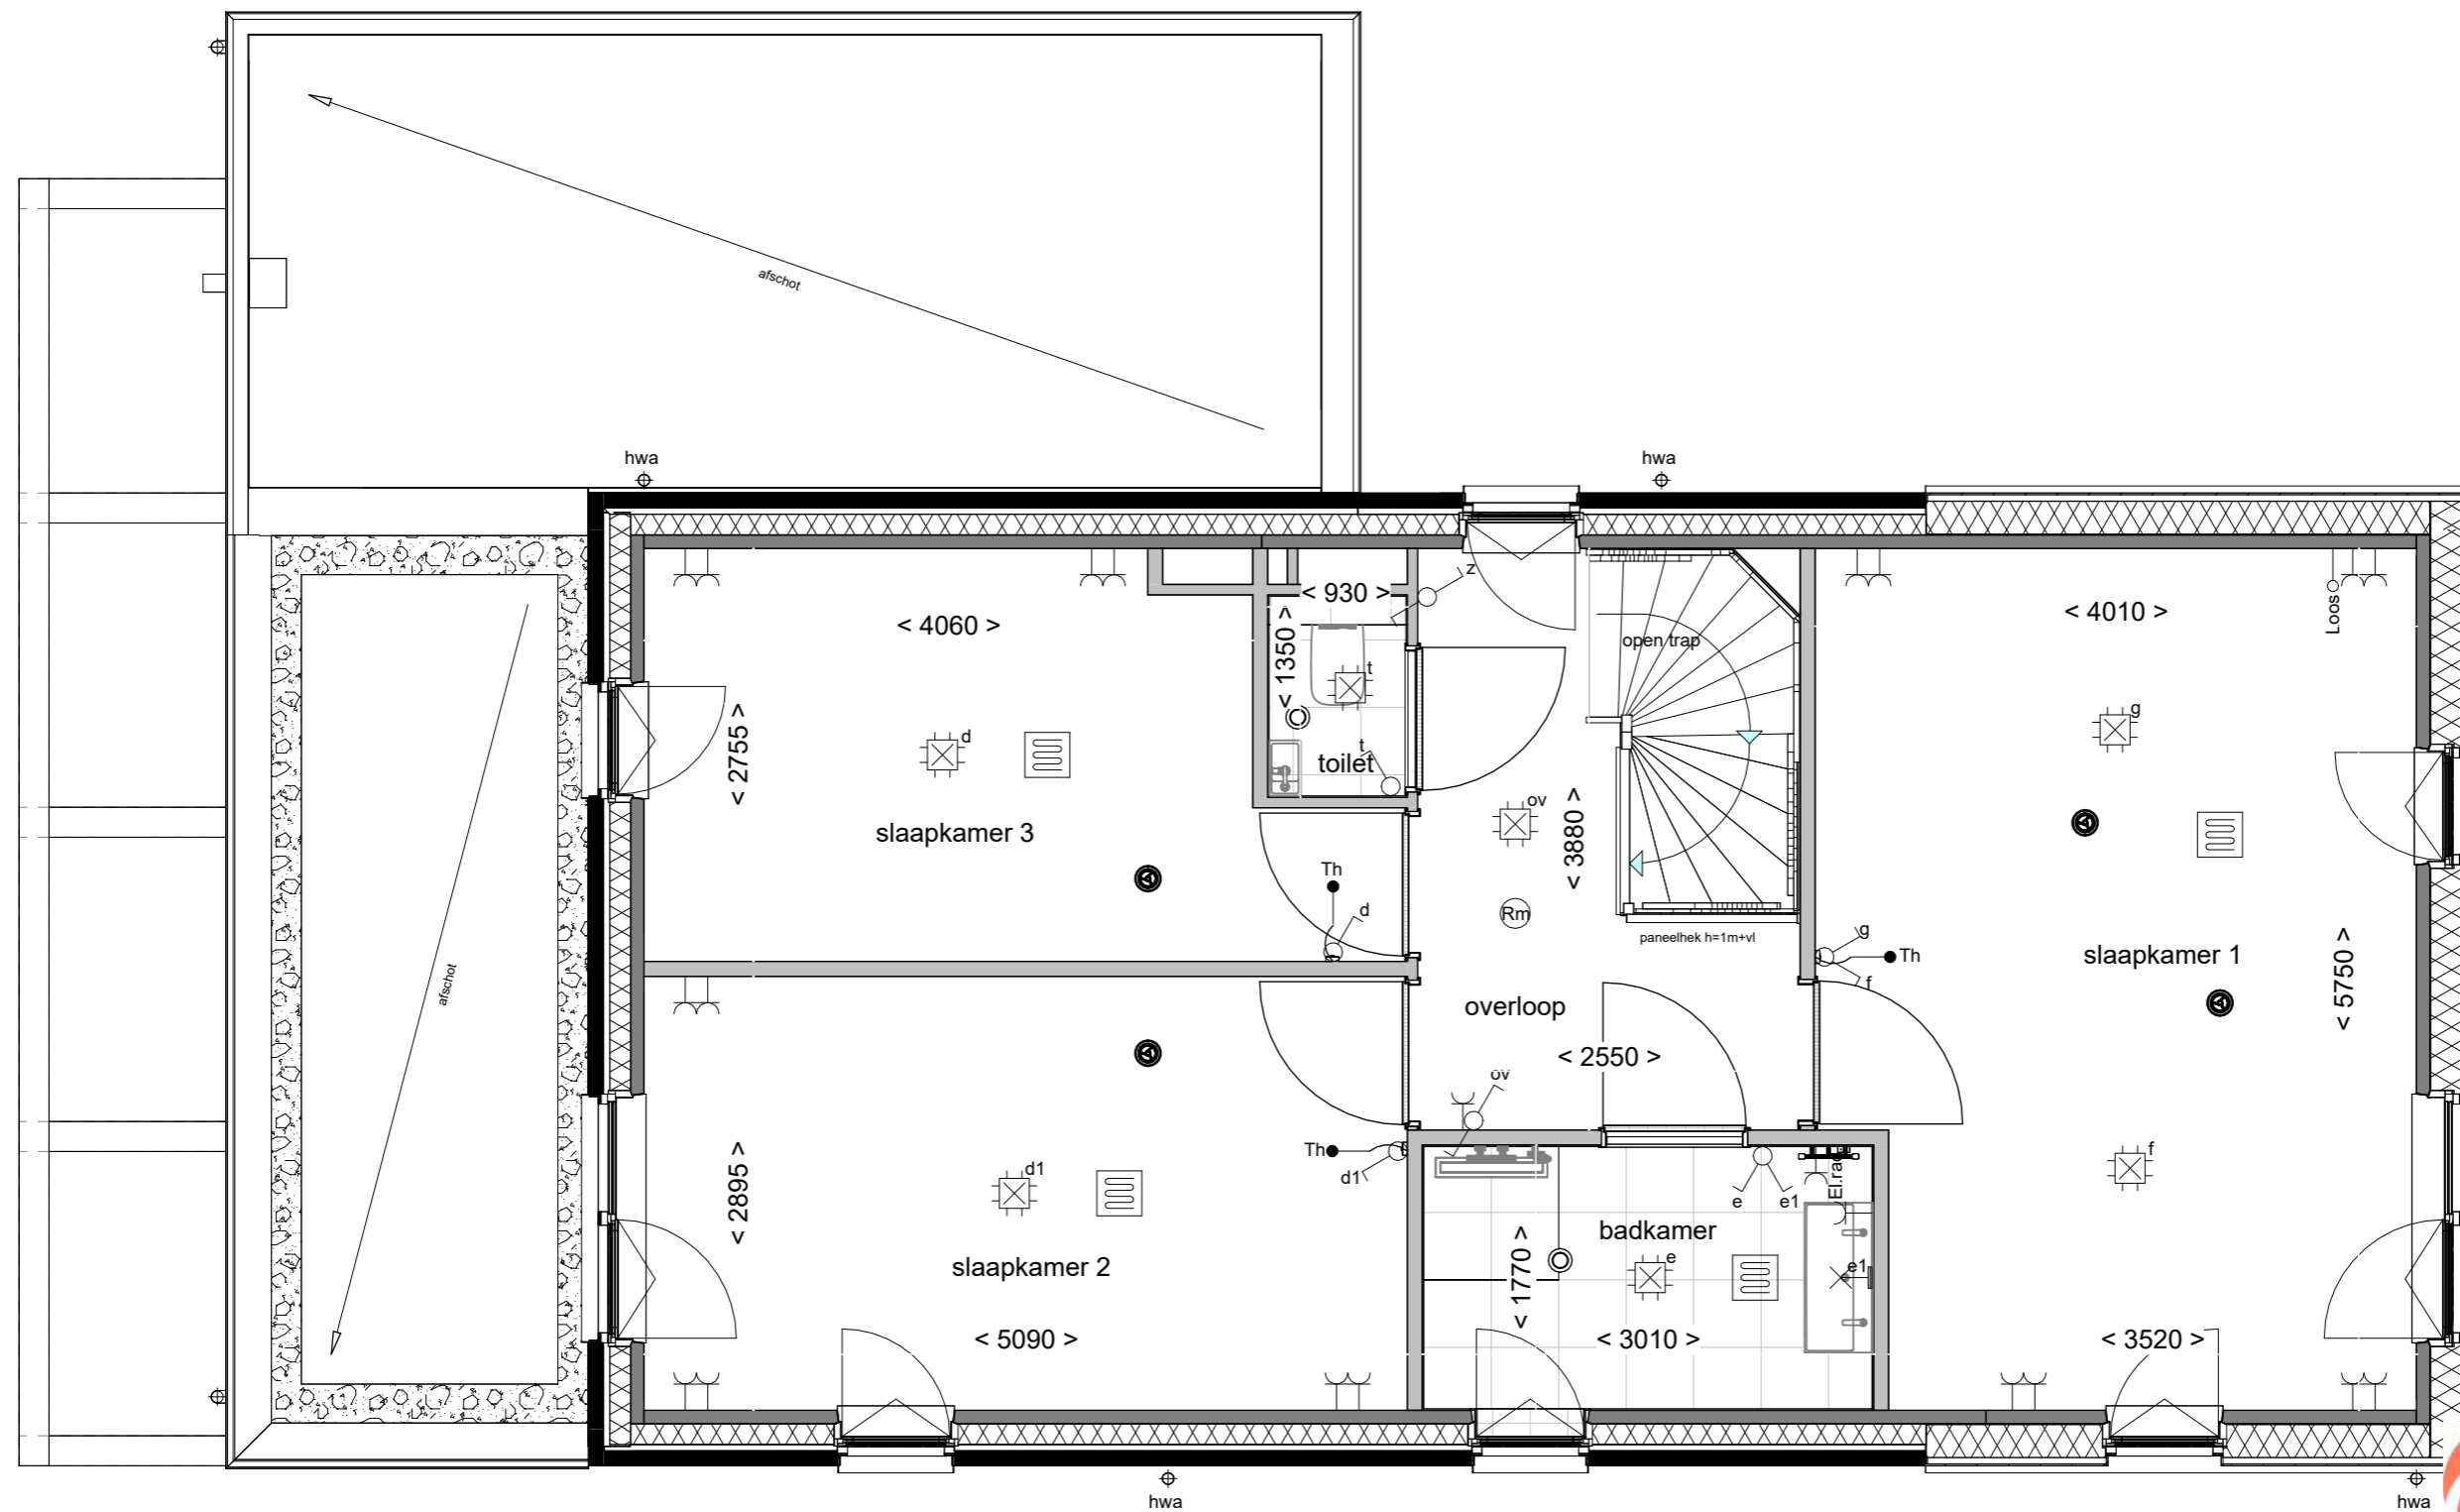 afschot
hwa
hwa
z
< 930 >
< 4060 >
< 1350 >
t
open trap
< 4010 >
Loos
d
< 2755 >
t
toilet
g
ov
< 3880 >
slaapkamer 3
Th
d
Rm
paneelhek h=1m+vl
g
Th
f
slaapkamer 1
< 5750 >
afschot
overloop
< 2550 >
ov
Th
d1
d1
< 2895 >
e
e1
El.rad
f
badkamer
e
e1
< 1770 >
slaapkamer 2
< 5090 >
< 3010 >
< 3520 >
hwa
hwa